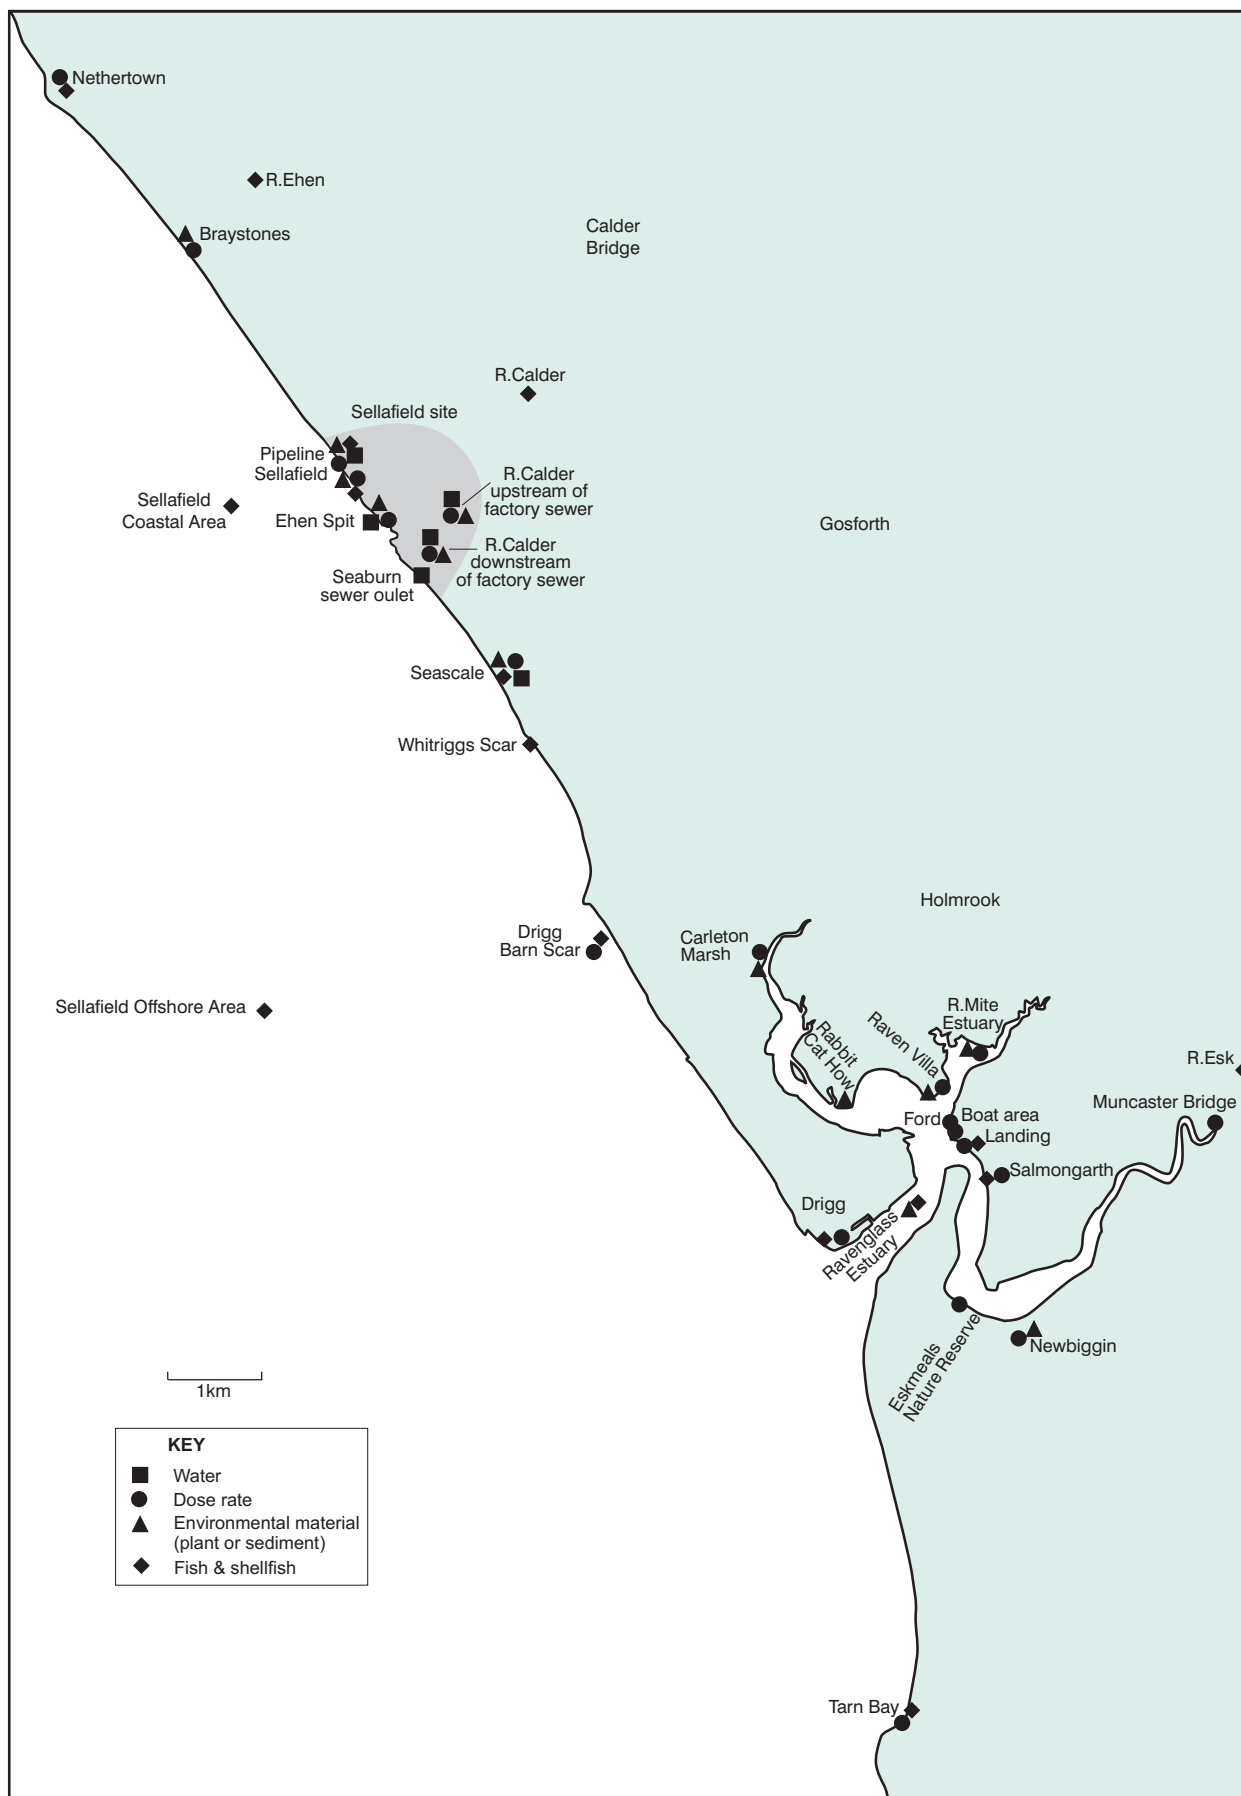 Nethertown
R.Ehen
Braystones
Calder
Bridge
R.Calder
Sellafield site
Pipeline
Sellafield
R.Calder
upstream of
factory sewer
Sellafield
Coastal Area
Ehen Spit
Gosforth
R.Calder
downstream
of factory sewer
Seaburn
sewer oulet
Seascale
Whitriggs Scar
Holmrook
Drigg
Barn Scar
Carleton
Marsh
Sellafield Offshore Area
R.Mite
Estuary
Raven Villa
Rabbit
Cat How
R.Esk
Muncaster Bridge
Ford
Boat area
Landing
Salmongarth
Drigg
Ravenglass
Estuary
Eskmeals
Nature Reserve
Newbiggin
1km
KEY
Water
Dose rate
Environmental material
(plant or sediment)
Fish & shellfish
Tarn Bay